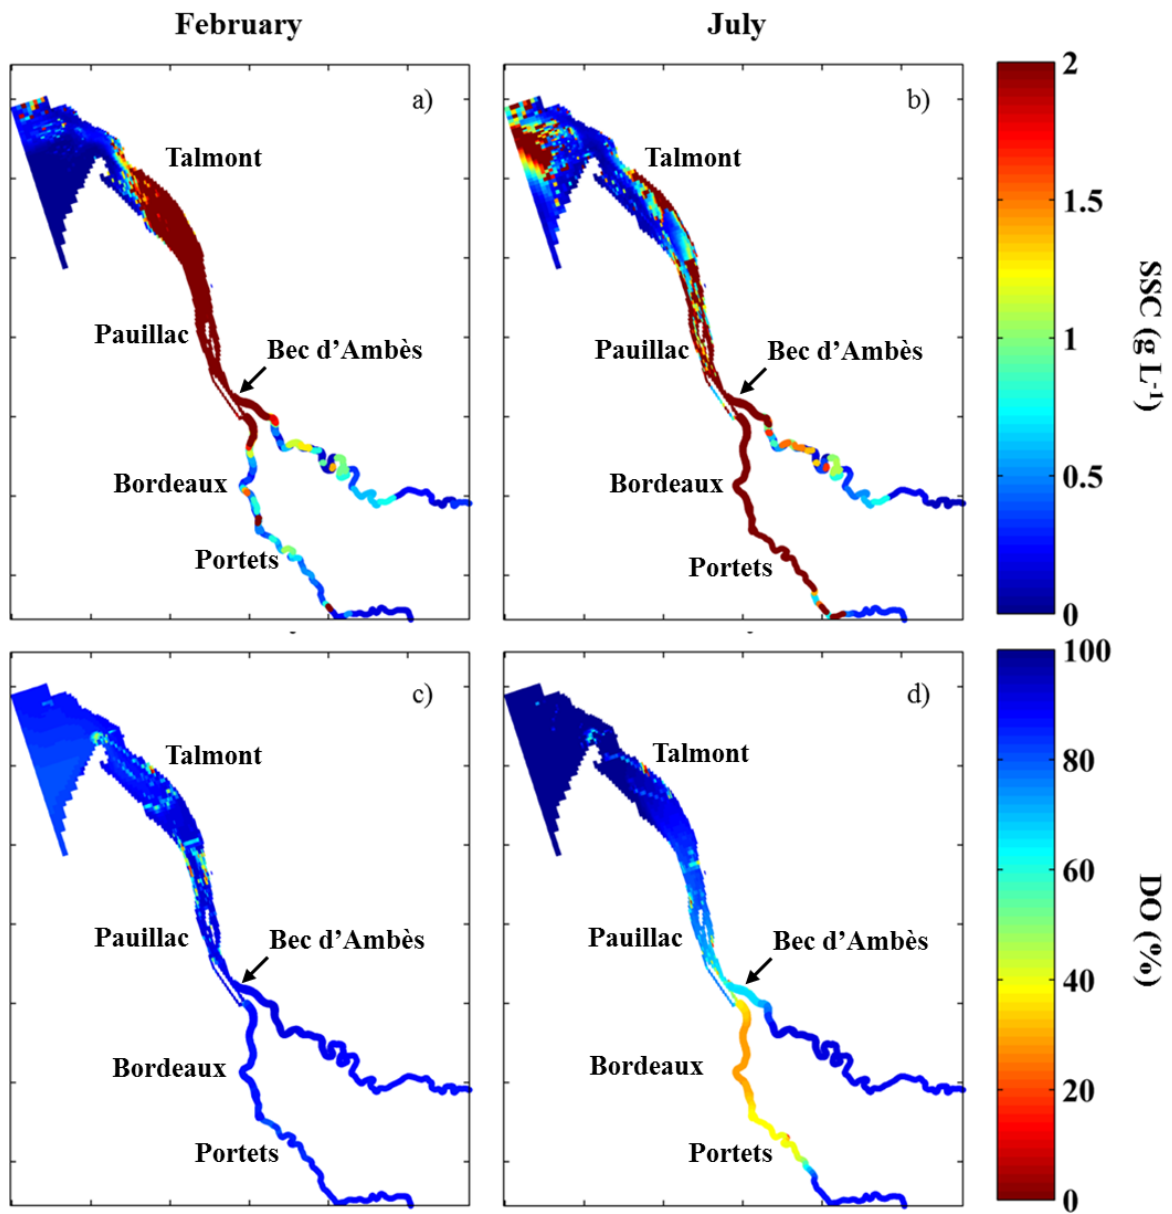 February
July
a)
b)
Talmont
Talmont
Pauillac
Bec d’Ambès
Pauillac
Bec d’Ambès
Bordeaux
Bordeaux
Portets
Portets
2
1.5
1
0.5
0
SSC (g L-1)
c)
d)
Talmont
Talmont
Pauillac
Bec d’Ambès
Pauillac
Bec d’Ambès
Bordeaux
Bordeaux
Portets
Portets
100
80
60
40
20
0
DO (%)